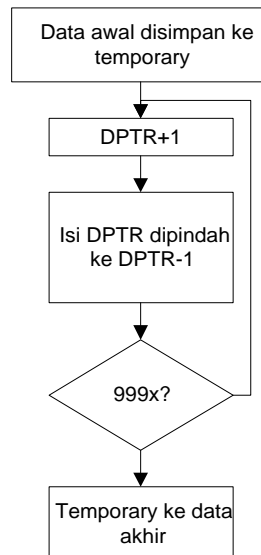 Data awal disimpan ke
temporary
DPTR+1
Isi DPTR dipindah
ke DPTR-1
999x?
Temporary ke data
akhir